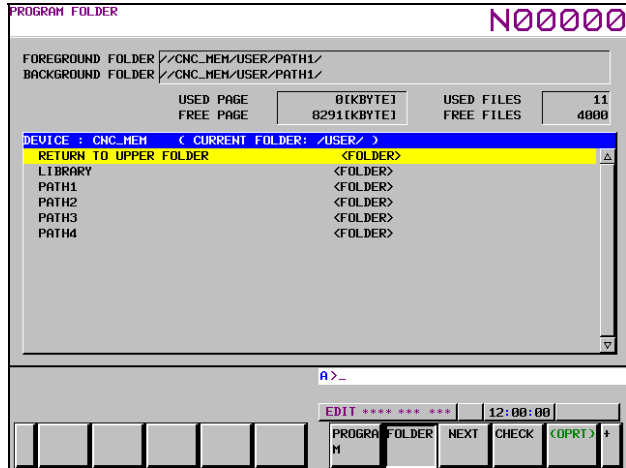 PROGRAM FOLDER N00000
FOREGROUND FOLDER //CNC_MEM/USER/PATH1/
BACKGROUND FOLDER //CNC_MEM/USER/PATH1/
USED PAGE 0[KBYTE] USED FILES 11
FREE PAGE 8291[KBYTE] FREE FILES 4000
DEVICE : CNC_MEM ( CURRENT FOLDER: /USER/ )
RETURN TO UPPER FOLDER <FOLDER>
LIBRARY <FOLDER>
PATH1 <FOLDER>
PATH2 <FOLDER>
PATH3 <FOLDER>
PATH4 <FOLDER>
A>_
EDIT **** *** *** 12:00:00
PROGRA FOLDER NEXT CHECK (OPRT) +
M